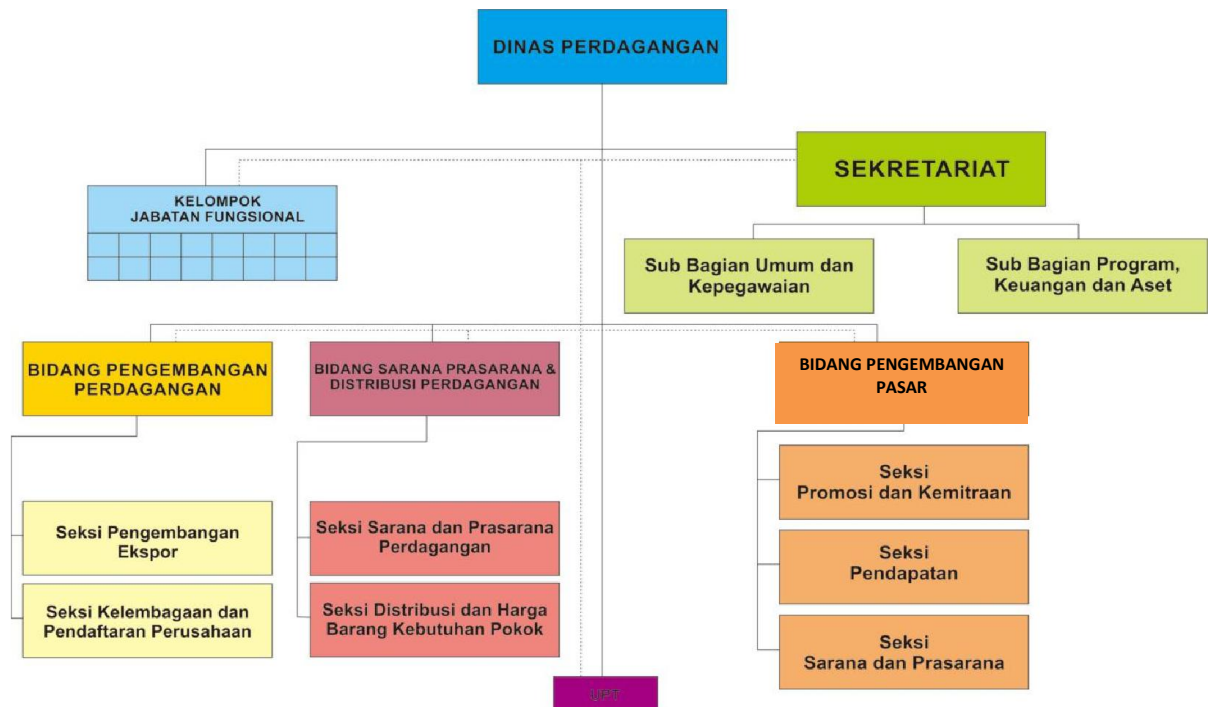 DINAS PERDAGANGAN
SEKRETARIAT
KELOMPOK
JABATAN FUNGSIONAL
Sub Bagian Umum dan
Kepegawaian
Sub Bagian Program,
Keuangan dan Aset
BIDANG PENGEMBANGAN
PERDAGANGAN
BIDANG SARANA PRASARANA &
DISTRIBUSI PERDAGANGAN
BIDANG PENGEMBANGAN
PASAR
Seksi Pengembangan
Ekspor
Seksi Kelembagaan dan
Pendaftaran Perusahaan
Seksi Sarana dan Prasarana
Perdagangan
Seksi Distribusi dan Harga
Barang Kebutuhan Pokok
Seksi
Promosi dan Kemitraan
Seksi
Pendapatan
Seksi
Sarana dan Prasarana
UPT